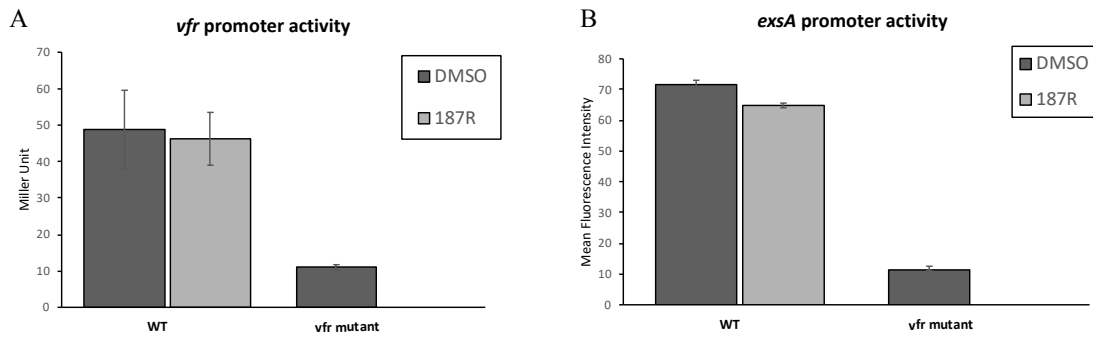 A
vfr promoter activity
Miller Unit
70
60
50
40
30
20
10
0
DMSO
187R
WT
vfr mutant
B
exsA promoter activity
Mean Fluorescence Intensity
80
70
60
50
40
30
20
10
0
DMSO
187R
WT
vfr mutant